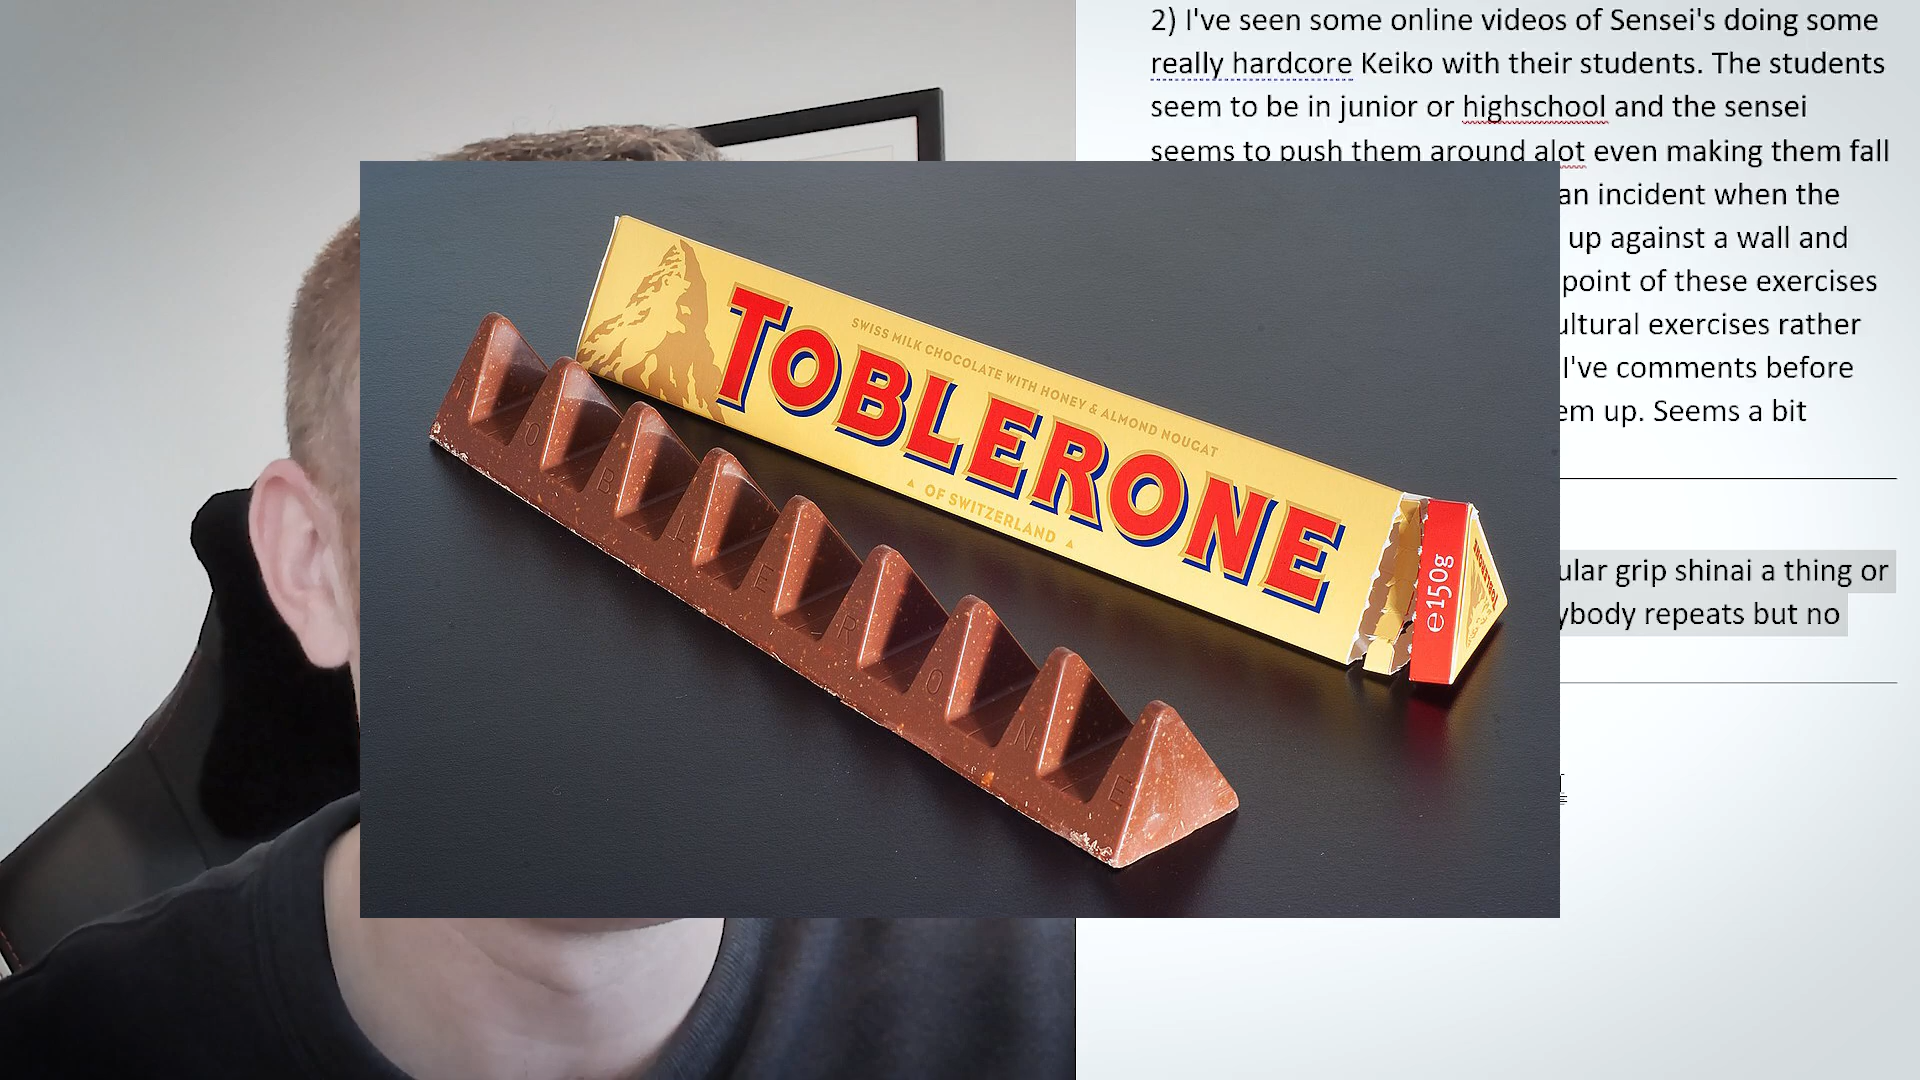 2) I've seen some online videos of Sensei's doing some
really hardcore Keiko with their students. The students
seem to be in junior or highschool and the sensei
seems to push them around alot even making them fall
an incident when the
up against a wall and
point of these exercises
ultural exercises rather
I've comments before
em up. Seems a bit
ular grip shinai a thing or
ybody repeats but no
SWISS MILK CHOCOLATE WITH HONEY & ALMOND NOUGAT
TOBLERONE
OF SWITZERLAND
e150g
TOBLERONE